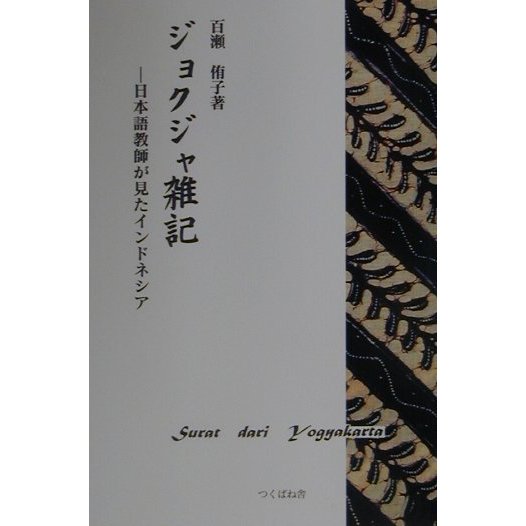 百瀬 侑子著
ジョクジャ雑記
―日本語教師が見たインドネシア
Surat dari Yogyakarta
つくばね舎